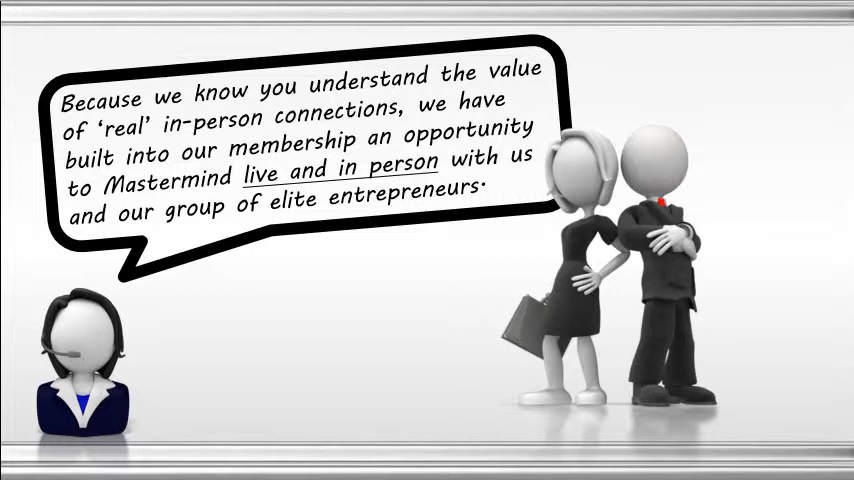 Because we know you understand the value
of ‘real’ in-person connections, we have
built into our membership an opportunity
to Mastermind live and in person with us
and our group of elite entrepreneurs.